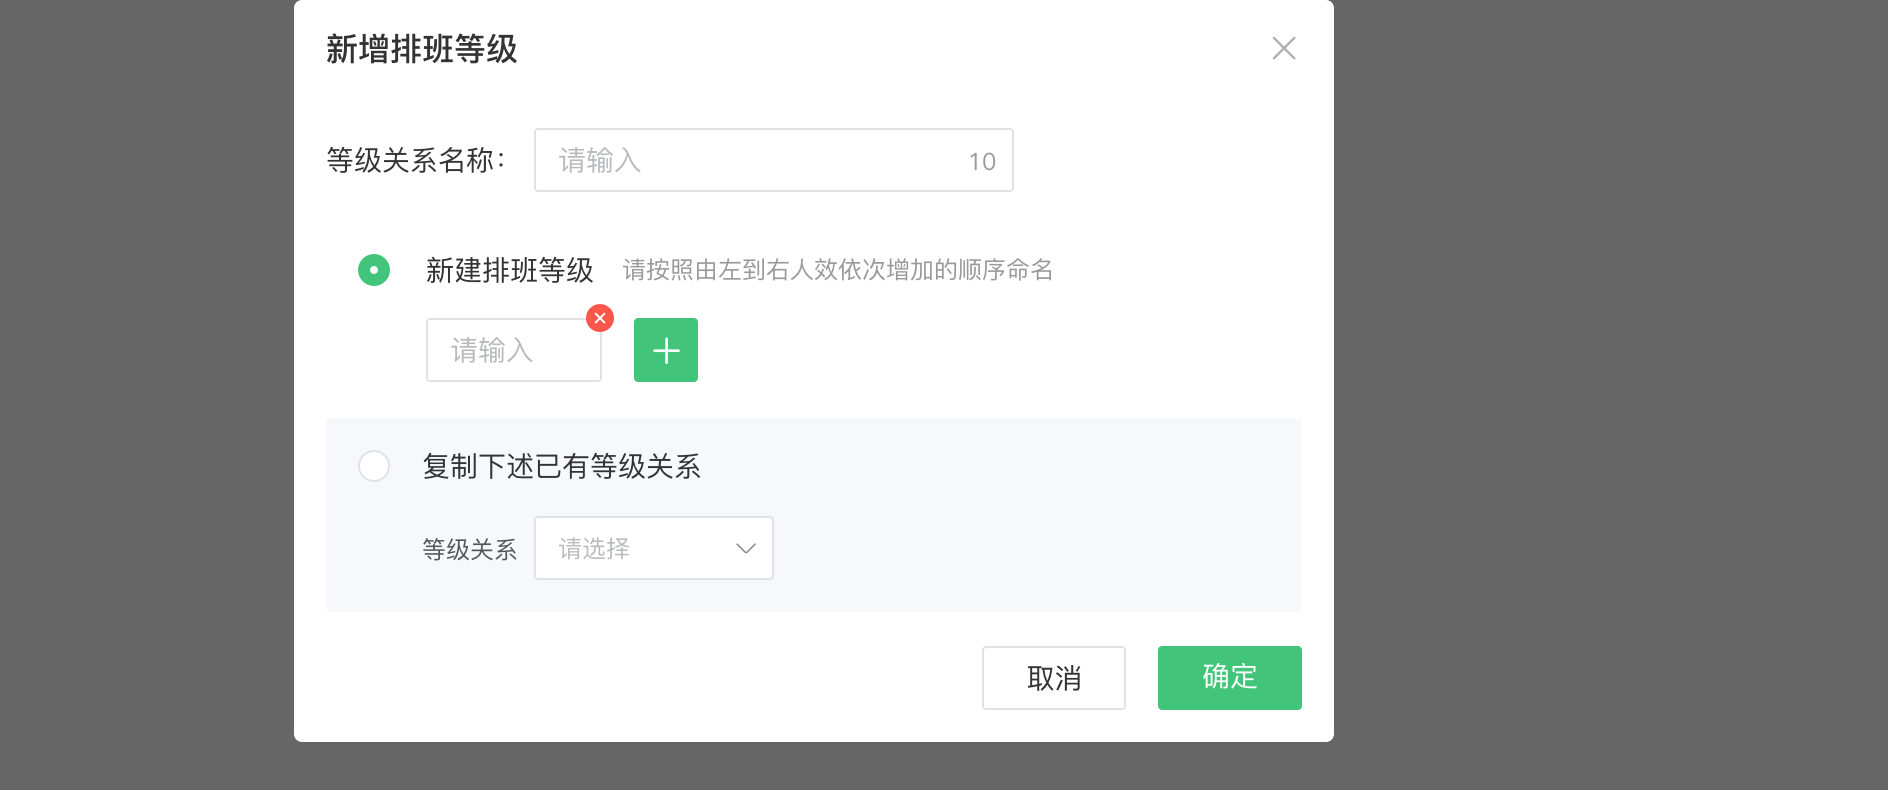 新增排班等级
等级关系名称： 请输入 10
新建排班等级 请按照由左到右人效依次增加的顺序命名
请输入
复制下述已有等级关系
等级关系 请选择
取消 确定